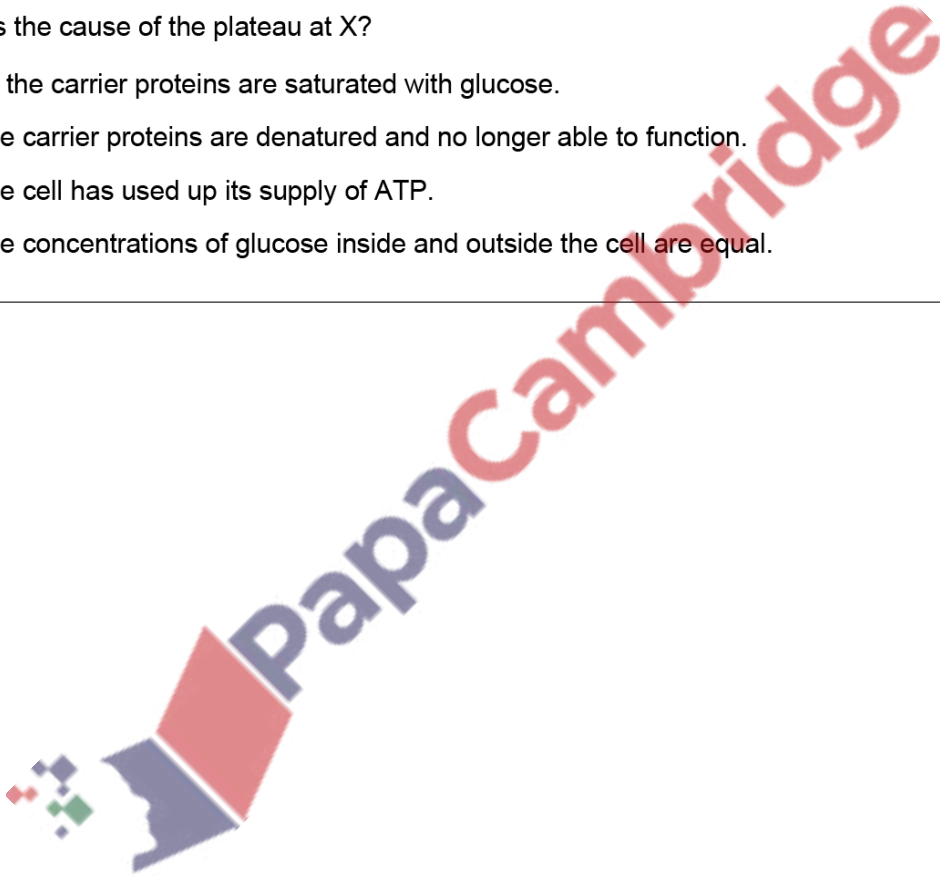 s the cause of the plateau at X?
the carrier proteins are saturated with glucose.
e carrier proteins are denatured and no longer able to function.
e cell has used up its supply of ATP.
e concentrations of glucose inside and outside the cell are equal.
PapaCambridge